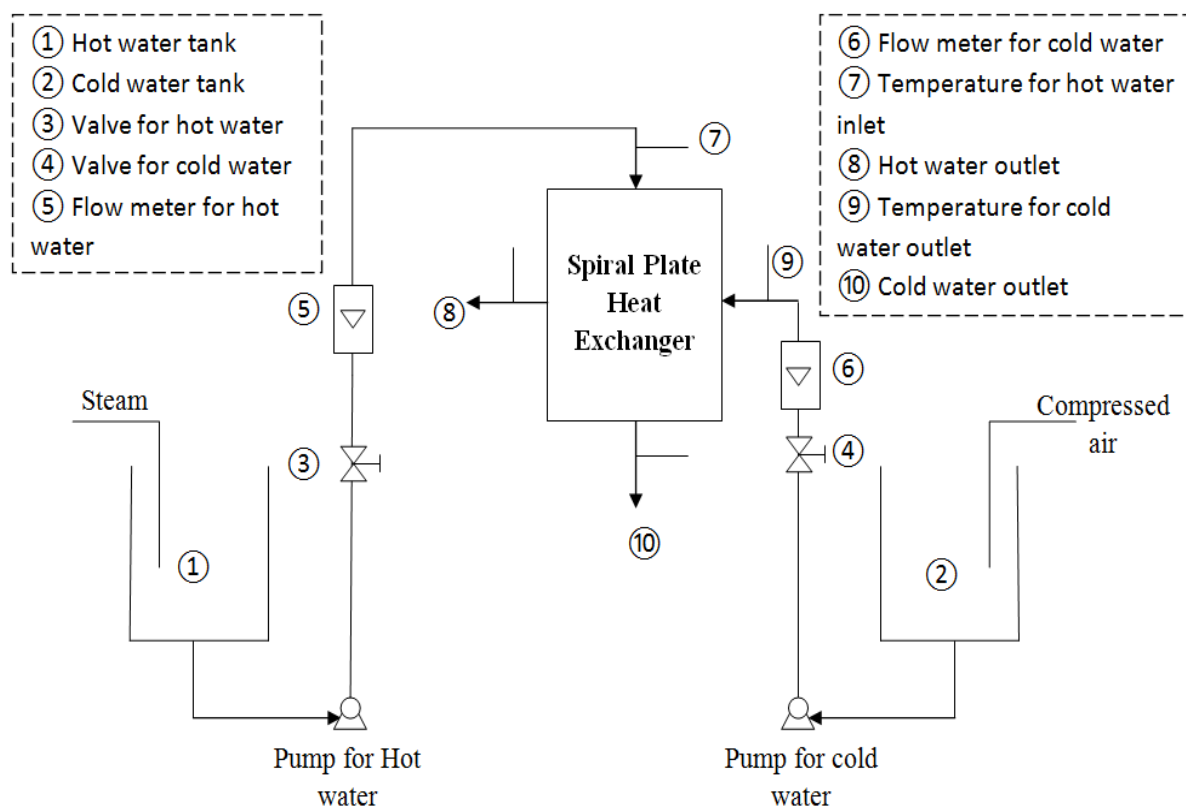 ① Hot water tank
② Cold water tank
③ Valve for hot water
④ Valve for cold water
⑤ Flow meter for hot
water
⑥ Flow meter for cold water
⑦ Temperature for hot water
inlet
⑧ Hot water outlet
⑨ Temperature for cold
water outlet
⑩ Cold water outlet
⑦
Spiral Plate
Heat
Exchanger
⑨
⑤
⑧
⑥
Steam
Compressed
air
③
④
⑩
①
②
Pump for Hot
water
Pump for cold
water